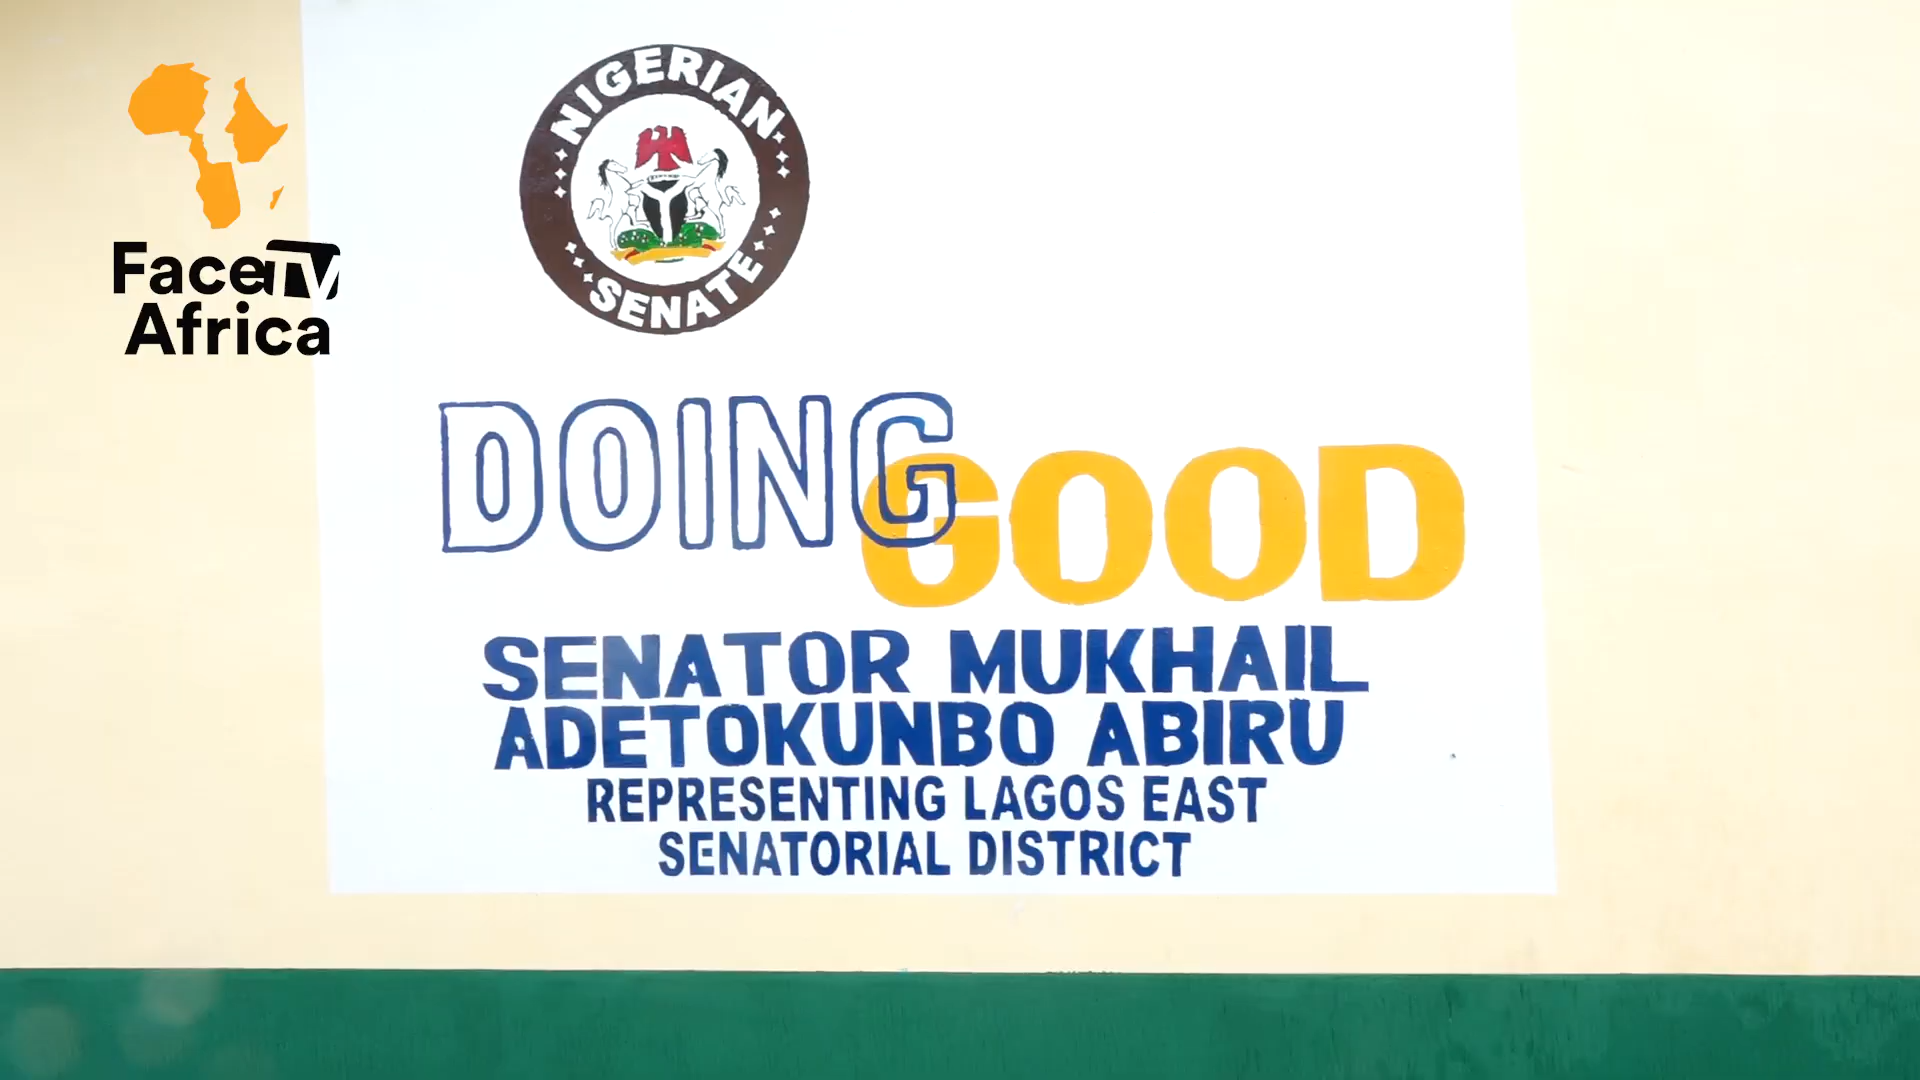 Face TV
Africa
NIGERIAN
SENATE
DOING
GOOD
SENATOR MUKHAIL
ADETOKUNBO ABIRU
REPRESENTING LAGOS EAST
SENATORIAL DISTRICT